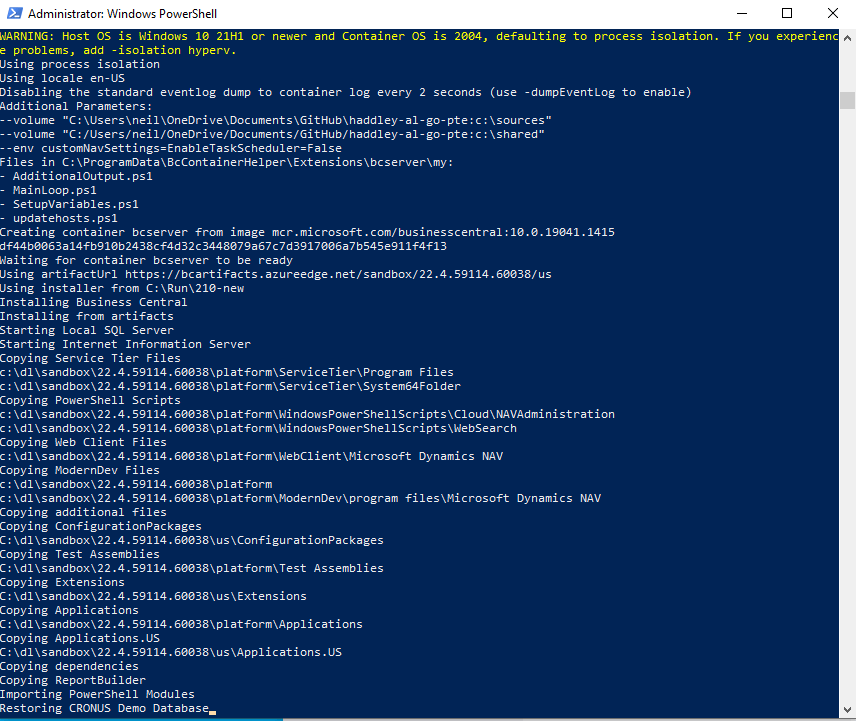 Administrator: Windows PowerShell
WARNING: Host OS is Windows 10 21H1 or newer and Container OS is 2004, defaulting to process isolation. If you experienc
e problems, add -isolation hyperv.
Using process isolation
Using locale en-US
Disabling the standard eventlog dump to container log every 2 seconds (use -dumpEventLog to enable)
Additional Parameters:
--volume "C:\Users\neil\OneDrive\Documents\GitHub\haddley-al-go-pte:c:\sources"
--volume "C:/Users/neil/OneDrive/Documents/GitHub/haddley-al-go-pte:c:\shared"
--env customNavSettings=EnableTaskScheduler=False
Files in C:\ProgramData\BcContainerHelper\Extensions\bcserver\my:
- AdditionalOutput.ps1
- MainLoop.ps1
- SetupVariables.ps1
- updatehosts.ps1
Creating container bcserver from image mcr.microsoft.com/businesscentral:10.0.19041.1415
df44b0063a14fb910b2438cf4d32c3448079a67c7d3917006a7b545e911f4f13
Waiting for container bcserver to be ready
Using artifactUrl https://bcartifacts.azureedge.net/sandbox/22.4.59114.60038/us
Using installer from C:\Run\210-new
Installing Business Central
Installing from artifacts
Starting Local SQL Server
Starting Internet Information Server
Copying Service Tier Files
c:\dl\sandbox\22.4.59114.60038\platform\ServiceTier\Program Files
c:\dl\sandbox\22.4.59114.60038\platform\ServiceTier\System64Folder
Copying PowerShell Scripts
c:\dl\sandbox\22.4.59114.60038\platform\WindowsPowerShellScripts\Cloud\NAVAdministration
c:\dl\sandbox\22.4.59114.60038\platform\WindowsPowerShellScripts\WebSearch
Copying Web Client Files
c:\dl\sandbox\22.4.59114.60038\platform\WebClient\Microsoft Dynamics NAV
Copying ModernDev Files
c:\dl\sandbox\22.4.59114.60038\platform
c:\dl\sandbox\22.4.59114.60038\platform\ModernDev\program files\Microsoft Dynamics NAV
Copying additional files
Copying ConfigurationPackages
C:\dl\sandbox\22.4.59114.60038\us\ConfigurationPackages
Copying Test Assemblies
C:\dl\sandbox\22.4.59114.60038\platform\Test Assemblies
Copying Extensions
C:\dl\sandbox\22.4.59114.60038\us\Extensions
Copying Applications
C:\dl\sandbox\22.4.59114.60038\platform\Applications
Copying Applications.US
C:\dl\sandbox\22.4.59114.60038\us\Applications.US
Copying dependencies
Copying ReportBuilder
Importing PowerShell Modules
Restoring CRONUS Demo Database